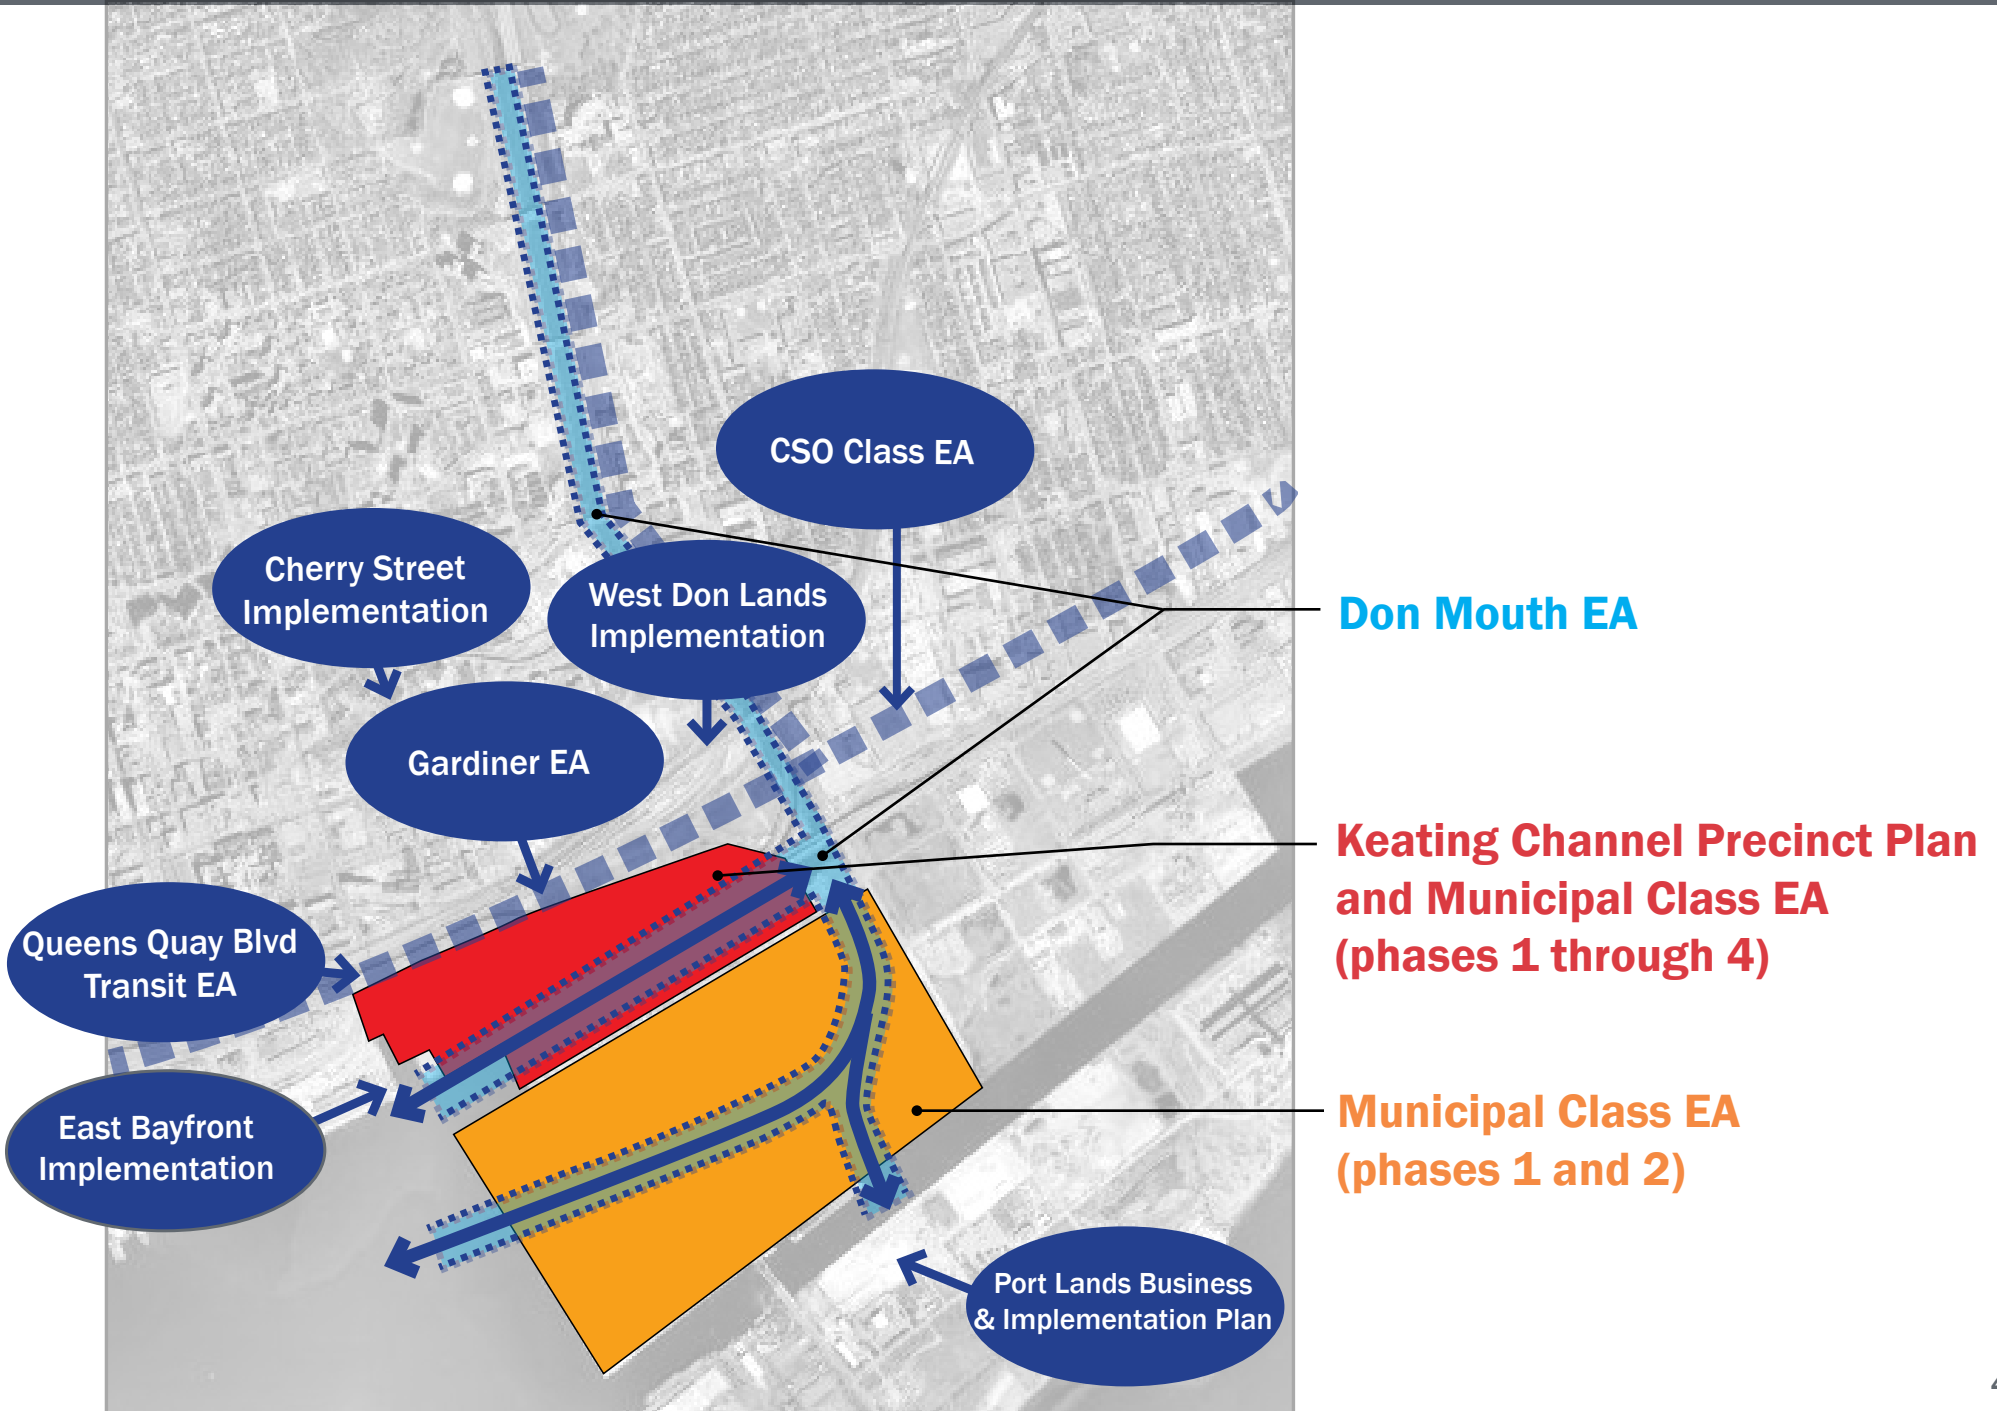 CSO Class EA
Cherry Street
Implementation
West Don Lands
Implementation
Don Mouth EA
Gardiner EA
Keating Channel Precinct Plan
and Municipal Class EA
(phases 1 through 4)
Queens Quay Blvd
Transit EA
East Bayfront
Implementation
Municipal Class EA
(phases 1 and 2)
Port Lands Business
& Implementation Plan